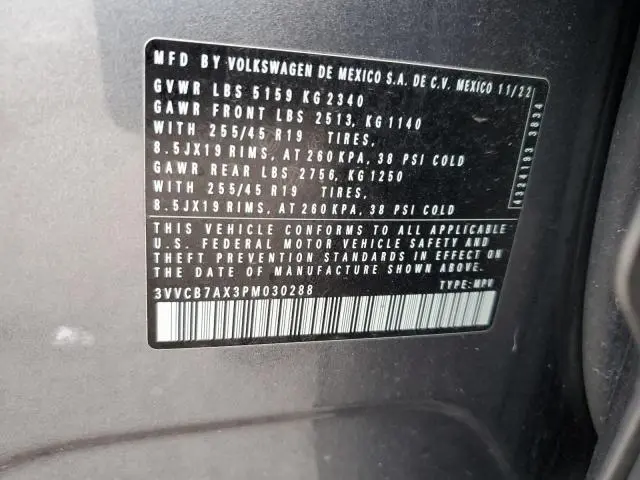 MFD BY VOLKSWAGEN DE MEXICO S.A. DE C.V. MEXICO 11/22
GVWR LBS 5159 KG 2340
GAWR FRONT LBS 2513, KG 1140
WITH 255/45 R19 TIRES,
8.5JX19 RIMS, AT 260 KPA, 38 PSI COLD
GAWR REAR LBS 2756, KG 1250
WITH 255/45 R19 TIRES,
8.5JX19 RIMS, AT 260 KPA, 38 PSI COLD
THIS VEHICLE CONFORMS TO ALL APPLICABLE
U.S. FEDERAL MOTOR VEHICLE SAFETY AND
THEFT PREVENTION STANDARDS IN EFFECT ON
THE DATE OF MANUFACTURE SHOWN ABOVE.
3VVCB7AX3PM030288 TYPE: MPV
4324193 3834